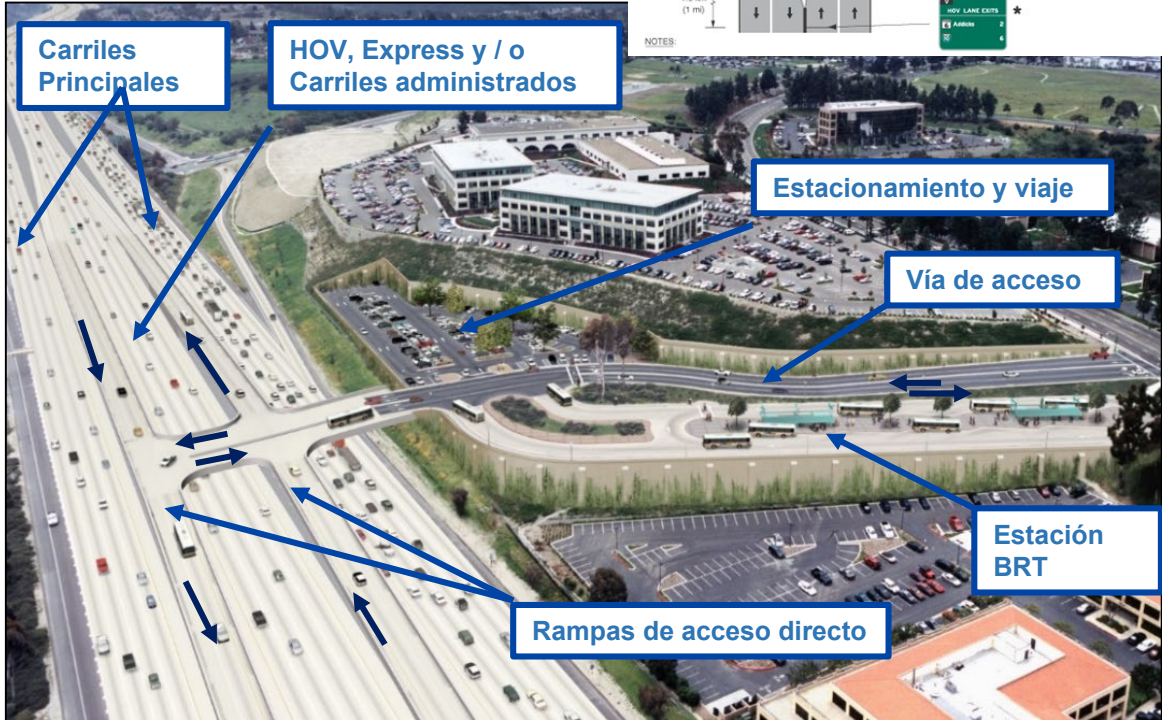 (1 mi)
HOV LANE EXITS
Addicks 2
6
*
NOTES:
Carriles
Principales
HOV, Express y / o
Carriles administrados
Estacionamiento y viaje
Vía de acceso
Estación
BRT
Rampas de acceso directo